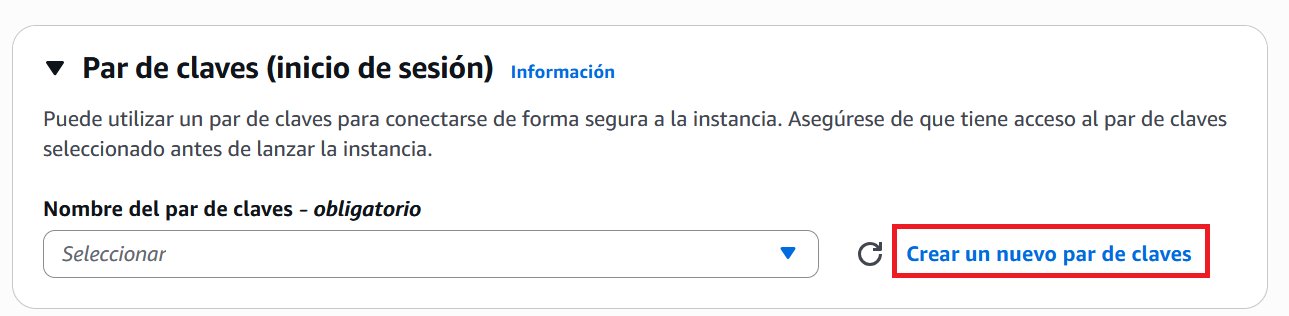 Par de claves (inicio de sesión) Información
Puede utilizar un par de claves para conectarse de forma segura a la instancia. Asegúrese de que tiene acceso al par de claves
seleccionado antes de lanzar la instancia.
Nombre del par de claves - obligatorio
Seleccionar Crear un nuevo par de claves